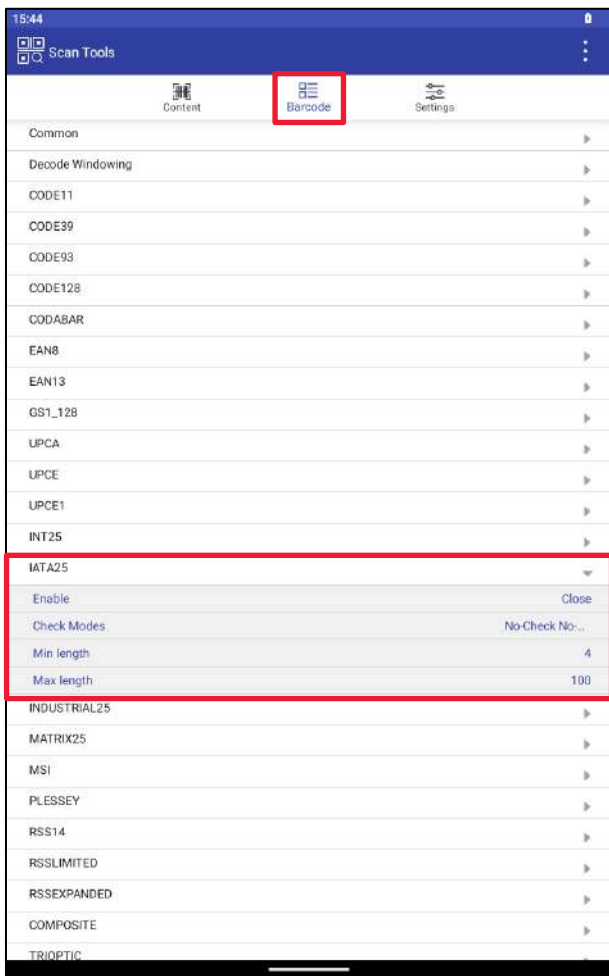 15:44
Scan Tools
Content Barcode Settings
Common
Decode Windowing
CODE11
CODE39
CODE93
CODE128
CODABAR
EAN8
EAN13
GS1_128
UPCA
UPCE
UPCE1
INT25
IATA25
Enable Close
Check Modes No-Check No-...
Min length 4
Max length 100
INDUSTRIAL25
MATRIX25
MSI
PLESSEY
RSS14
RSSLIMITED
RSSEXPANDED
COMPOSITE
TRIOPTIC